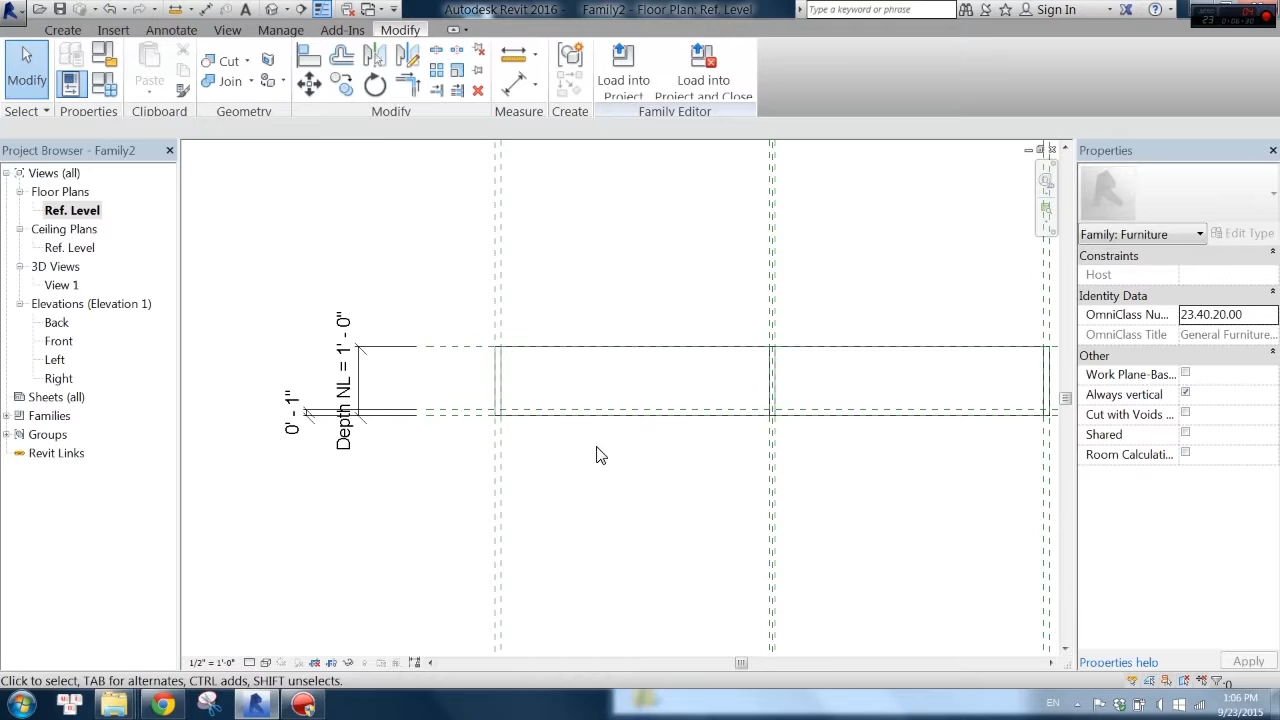 Autodesk Revit 2016 - Family2 - Floor Plan: Ref. Level
Type a keyword or phrase
Sign In
Create Insert Annotate View Manage Add-Ins Modify
Modify
Paste
Cut
Join
Load into
Project
Load into
Project and Close
Select Properties Clipboard Geometry Modify Measure Create Family Editor
Project Browser - Family2
Views (all)
Floor Plans
Ref. Level
Ceiling Plans
Ref. Level
3D Views
View 1
Elevations (Elevation 1)
Back
Front
Left
Right
Sheets (all)
Families
Groups
Revit Links
0' - 1"
Depth NL = 1' - 0"
Properties
Family: Furniture
Edit Type
Constraints
Host
Identity Data
OmniClass Nu... 23.40.20.00
OmniClass Title General Furniture...
Other
Work Plane-Bas...
Always vertical
Cut with Voids ...
Shared
Room Calculati...
Properties help
Apply
1/2" = 1'-0"
Click to select, TAB for alternates, CTRL adds, SHIFT unselects.
:0
EN
1:06 PM
9/23/2015